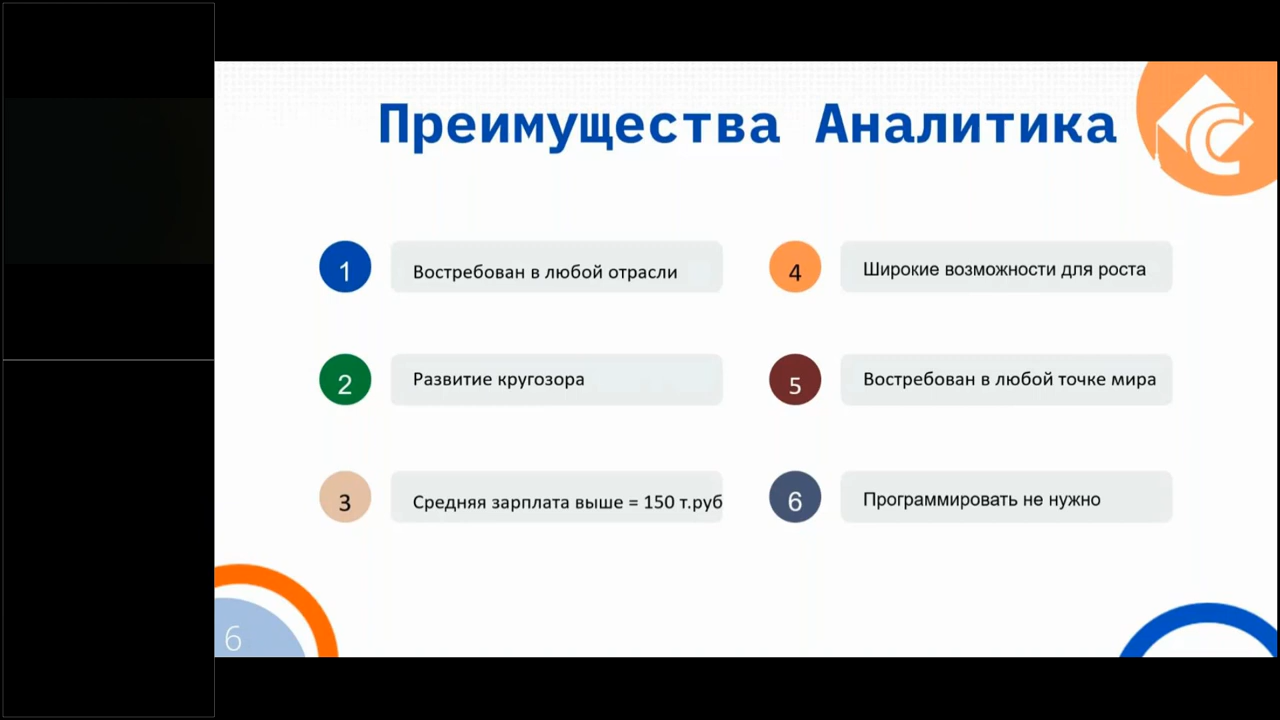 Преимущества Аналитика
1
Востребован в любой отрасли
2
Развитие кругозора
3
Средняя зарплата выше = 150 т.руб
4
Широкие возможности для роста
5
Востребован в любой точке мира
6
Программировать не нужно
6